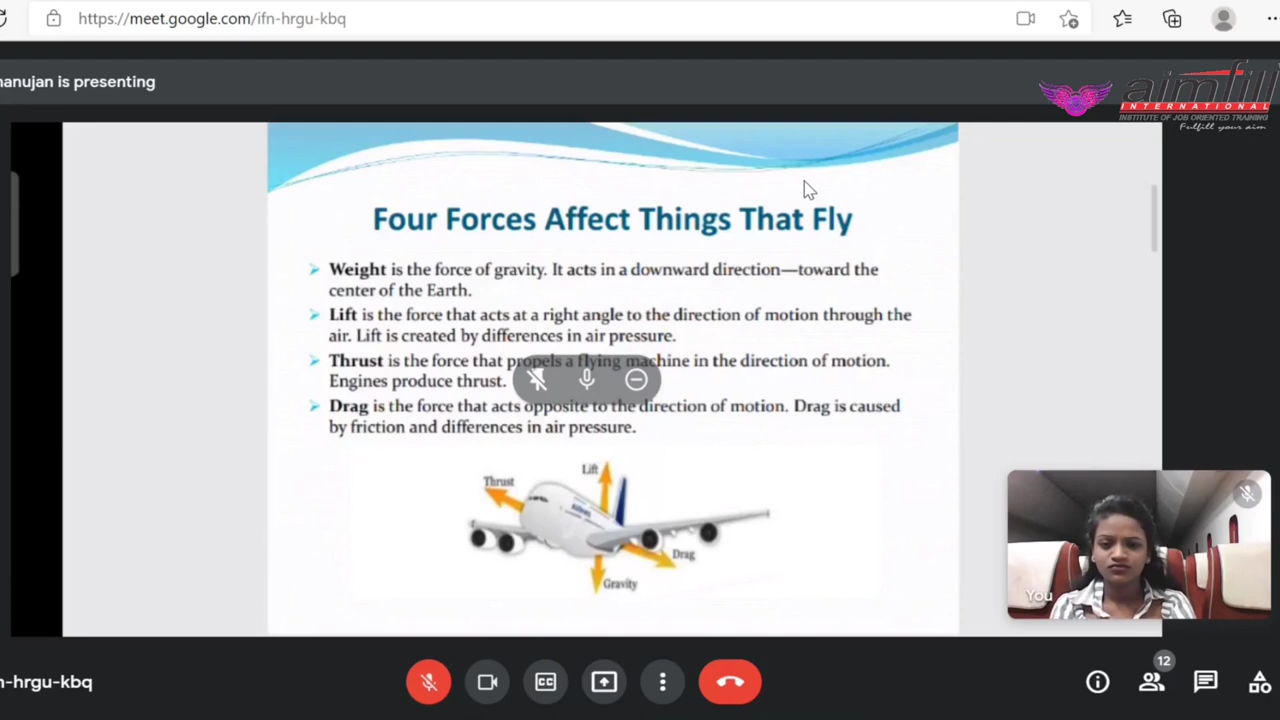 https://meet.google.com/ifn-hrgu-kbq
nanujan is presenting
aimfill
INTERNATIONAL
INSTITUTE OF JOB ORIENTED TRAINING
Fulfill your aim
Four Forces Affect Things That Fly
Weight is the force of gravity. It acts in a downward direction—toward the
center of the Earth.
Lift is the force that acts at a right angle to the direction of motion through the
air. Lift is created by differences in air pressure.
Thrust is the force that propels a flying machine in the direction of motion.
Engines produce thrust.
Drag is the force that acts opposite to the direction of motion. Drag is caused
by friction and differences in air pressure.
Thrust
Lift
Drag
Gravity
You
n-hrgu-kbq
CC
12